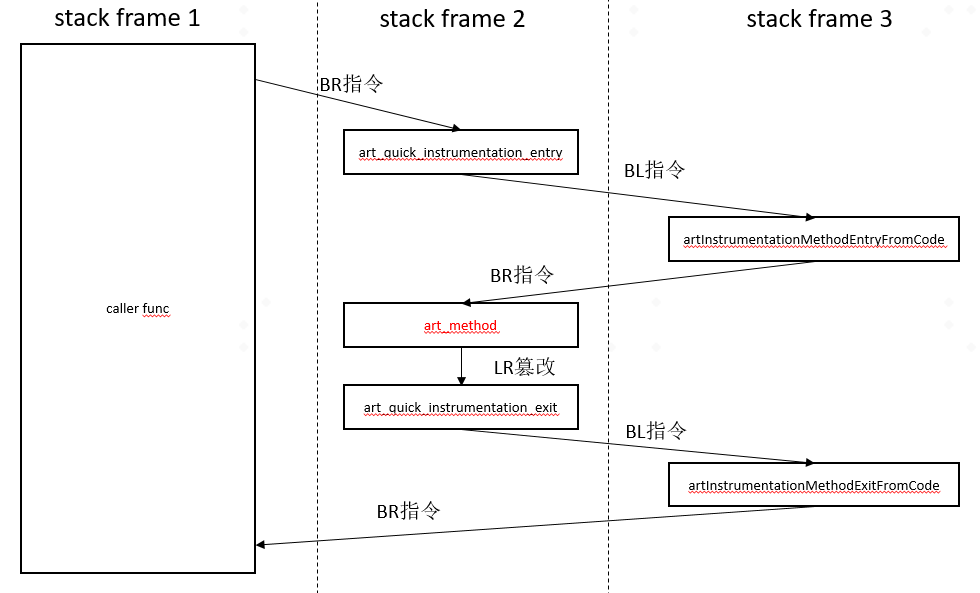 stack frame 1
stack frame 2
stack frame 3
BR指令
art_quick_instrumentation_entry
BL指令
artInstrumentationMethodEntryFromCode
BR指令
caller func
art_method
LR篡改
art_quick_instrumentation_exit
BL指令
artInstrumentationMethodExitFromCode
BR指令